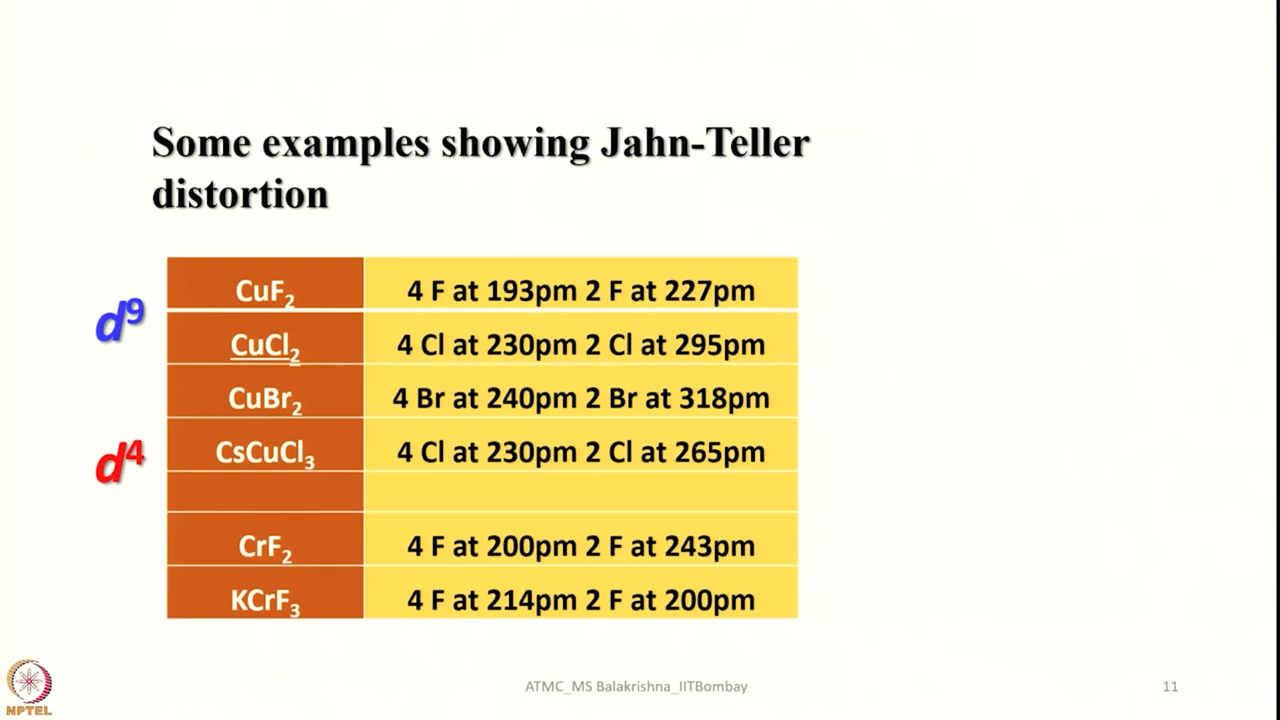 Some examples showing Jahn-Teller
distortion
d⁹
CuF₂ 4 F at 193pm 2 F at 227pm
CuCl₂ 4 Cl at 230pm 2 Cl at 295pm
CuBr₂ 4 Br at 240pm 2 Br at 318pm
d⁴
CsCuCl₃ 4 Cl at 230pm 2 Cl at 265pm
CrF₂ 4 F at 200pm 2 F at 243pm
KCrF₃ 4 F at 214pm 2 F at 200pm
NPTEL
ATMC_MS Balakrishna_IITBombay
11